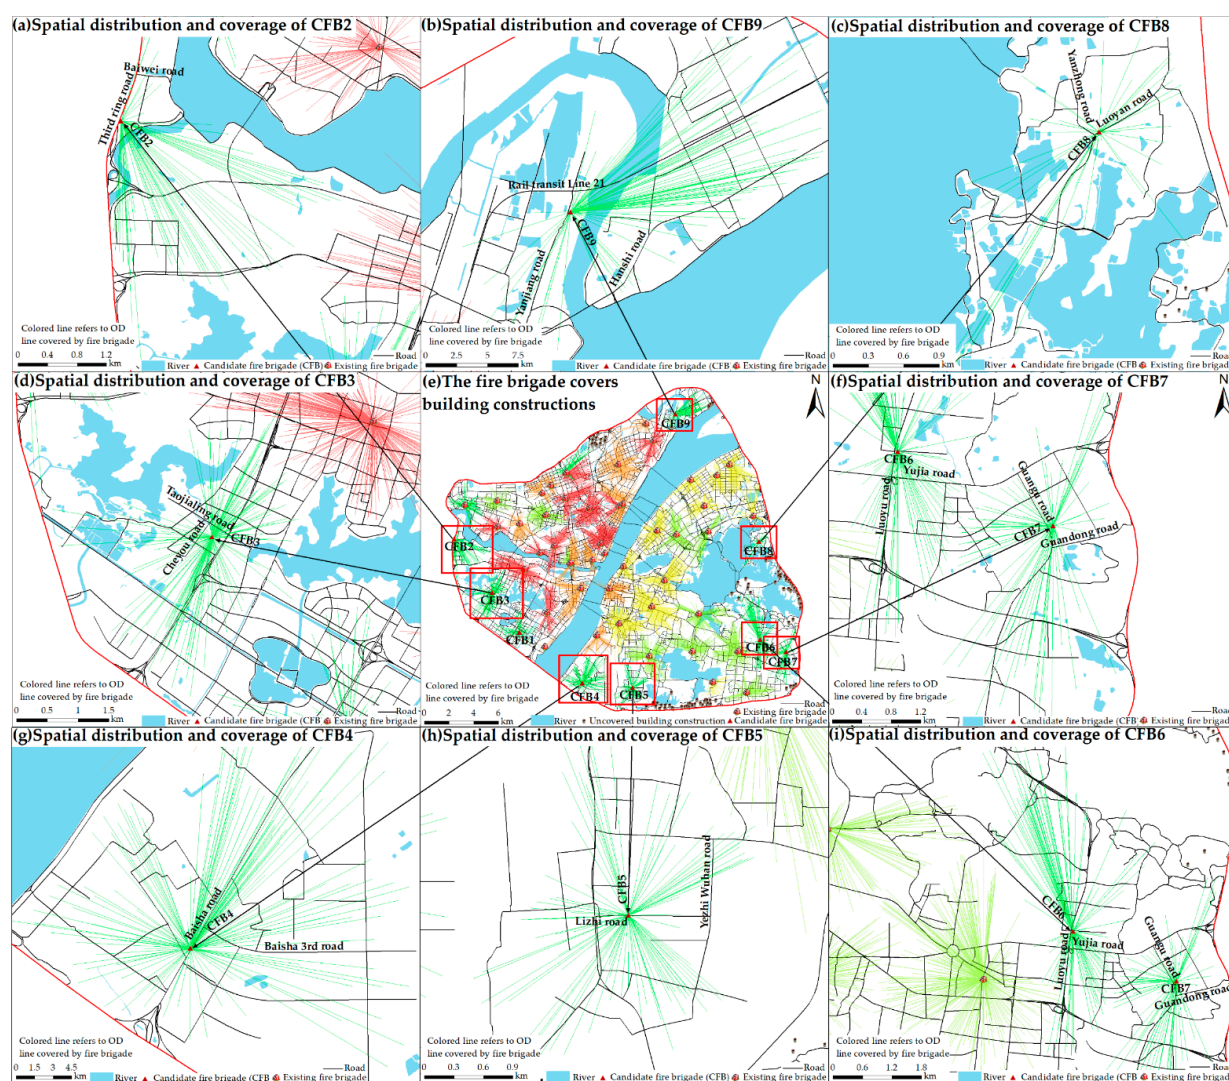 (a)Spatial distribution and coverage of CFB2
Baiwei road
Third ring road
CFB2
Colored line refers to OD
line covered by fire brigade
0 0.4 0.8 1.2
km
Road
River Candidate fire brigade (CFB) Existing fire brigade
(b)Spatial distribution and coverage of CFB9
Rail transit Line 21
CFB9
Yanjiang road
Hanshi road
Colored line refers to OD
line covered by fire brigade
0 2.5 5 7.5
km
Road
River Candidate fire brigade (CFB) Existing fire brigade
(c)Spatial distribution and coverage of CFB8
Yanzhong road
Luoyan road
CFB8
Colored line refers to OD
line covered by fire brigade
0 0.3 0.6 0.9
km
Road
River Candidate fire brigade (CFB Existing fire brigade
(d)Spatial distribution and coverage of CFB3
Taojialing road
Cheyou road
CFB3
Colored line refers to OD
line covered by fire brigade
0 0.5 1 1.5
km
Road
River Candidate fire brigade (CFB Existing fire brigade
(e)The fire brigade covers
building constructions
N
CFB9
CFB2
CFB8
CFB3
CFB1
CFB6
CFB7
CFB4
CFB5
Colored line refers to OD
line covered by fire brigade
0 2 4 6
km
Road
Existing fire brigade
River Uncovered building construction Candidate fire brigade
(f)Spatial distribution and coverage of CFB7
N
CFB6
Yujia road
Luoyu road
Guangu road
CFB7
Guandong road
Colored line refers to OD
line covered by fire brigade
0 0.4 0.8 1.2
km
Road
River Candidate fire brigade (CFB Existing fire brigade
(g)Spatial distribution and coverage of CFB4
Baisha road
CFB4
Baisha 3rd road
Colored line refers to OD
line covered by fire brigade
0 1.5 3 4.5
km
Road
River Candidate fire brigade (CFB Existing fire brigade
(h)Spatial distribution and coverage of CFB5
CFB5
Lizhi road
Yezhi Wuhan road
Colored line refers to OD
line covered by fire brigade
0 0.3 0.6 0.9
km
Road
River Candidate fire brigade (CFB) Existing fire brigade
(i)Spatial distribution and coverage of CFB6
CFB6
Yujia road
Luoyu road
Guangu road
CFB7
Guandong road
Colored line refers to OD
line covered by fire brigade
0 0.6 1.2 1.8
km
Road
River Candidate fire brigade (CFB Existing fire brigade